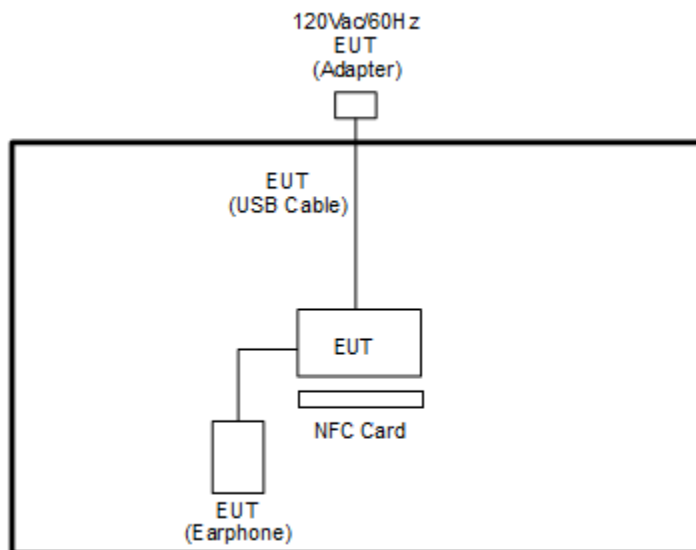 120Vac/60Hz
EUT
(Adapter)
EUT
(USB Cable)
EUT
NFC Card
EUT
(Earphone)